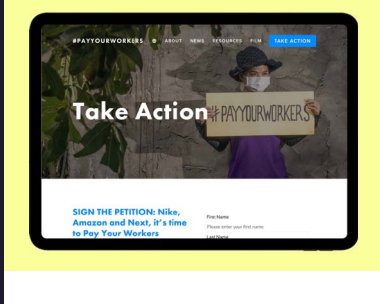 #PAYYOURWORKERS ABOUT NEWS RESOURCES FILM TAKE ACTION
Take Action
#PAYYOURWORKERS
SIGN THE PETITION: Nike,
Amazon and Next, it's time
to Pay Your Workers
First Name
Please enter your first name
Last Name